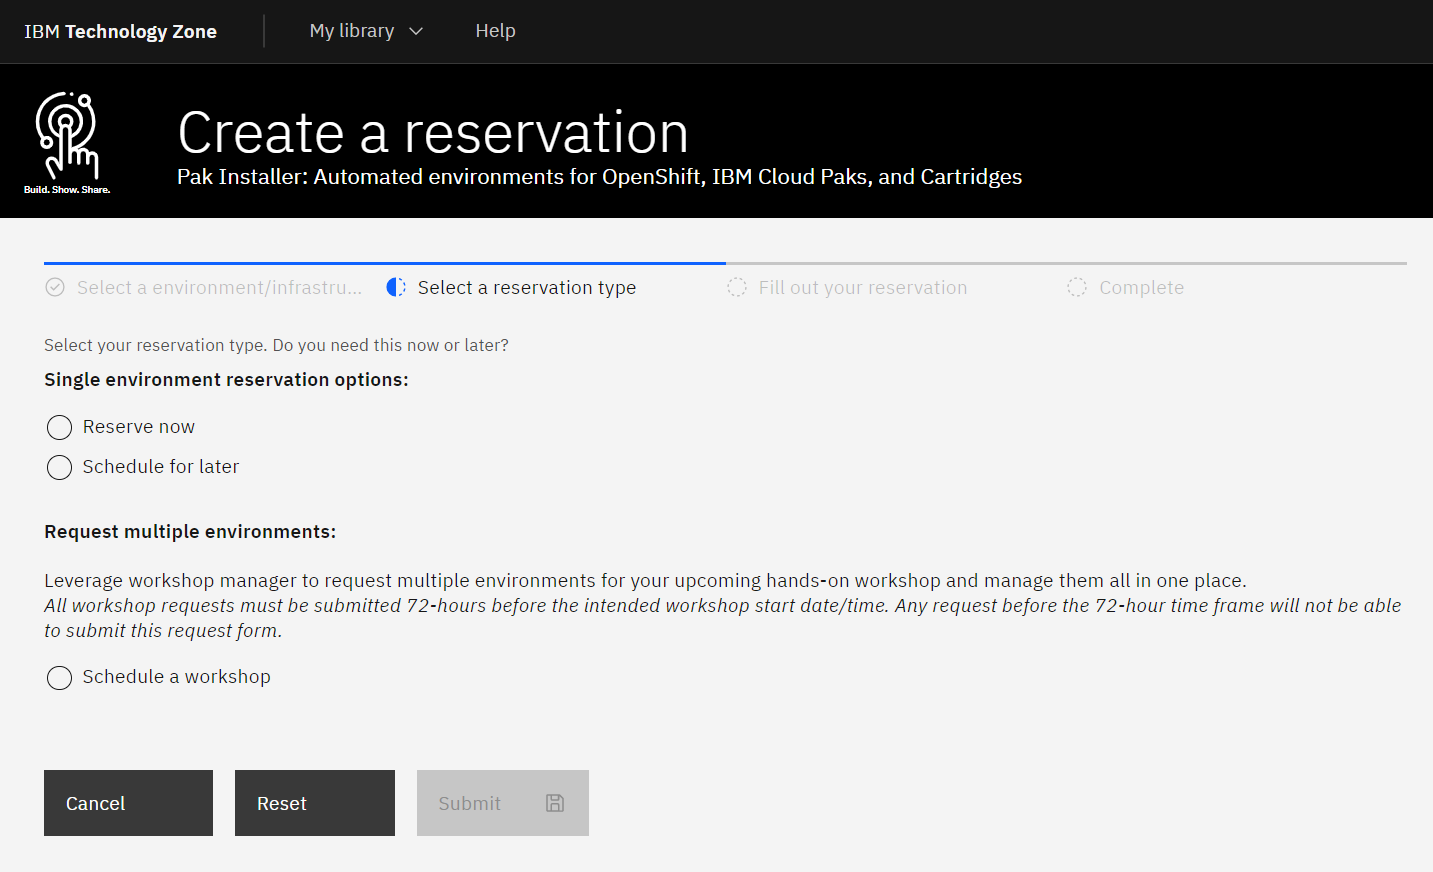 IBM Technology Zone
My library
Help
Build. Show. Share.
Create a reservation
Pak Installer: Automated environments for OpenShift, IBM Cloud Paks, and Cartridges
Select a environment/infrastru...
Select a reservation type
Fill out your reservation
Complete
Select your reservation type. Do you need this now or later?
Single environment reservation options:
Reserve now
Schedule for later
Request multiple environments:
Leverage workshop manager to request multiple environments for your upcoming hands-on workshop and manage them all in one place.
All workshop requests must be submitted 72-hours before the intended workshop start date/time. Any request before the 72-hour time frame will not be able
to submit this request form.
Schedule a workshop
Cancel
Reset
Submit